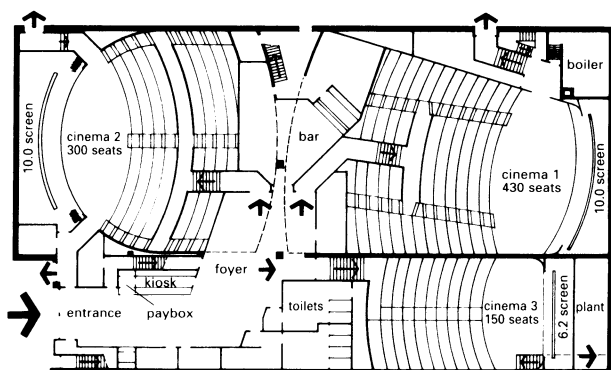 boiler
10.0 screen
cinema 2
300 seats
bar
cinema 1
430 seats
10.0 screen
foyer
kiosk
entrance
paybox
toilets
cinema 3
150 seats
6.2 screen
plant